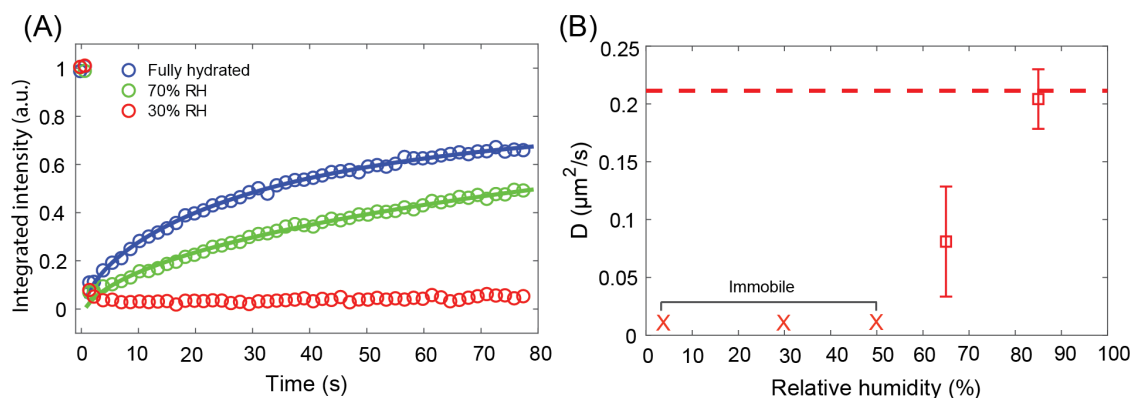 (A)
Integrated intensity (a.u.)
1
0.8
0.6
0.4
0.2
0
Fully hydrated
70% RH
30% RH
0 10 20 30 40 50 60 70 80
Time (s)
(B)
D (μm²/s)
0.25
0.2
0.15
0.1
0.05
0
Immobile
0 10 20 30 40 50 60 70 80 90 100
Relative humidity (%)